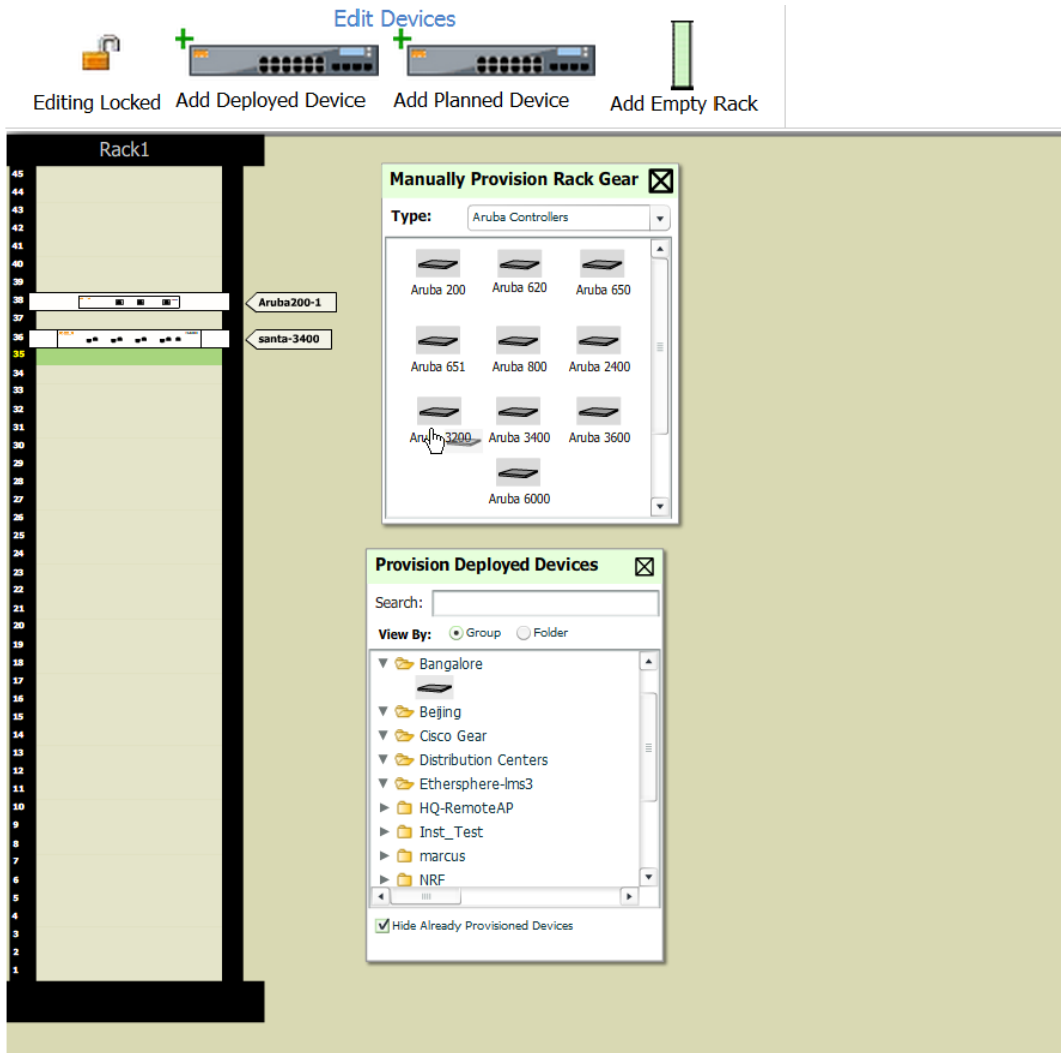 Edit Devices
Editing Locked Add Deployed Device Add Planned Device Add Empty Rack
Rack1
45
44
43
42
41
40
39
38 Aruba200-1
37
36 santa-3400
35
34
33
32
31
30
29
28
27
26
25
24
23
22
21
20
19
18
17
16
15
14
13
12
11
10
9
8
7
6
5
4
3
2
1
Manually Provision Rack Gear
Type: Aruba Controllers
Aruba 200 Aruba 620 Aruba 650
Aruba 651 Aruba 800 Aruba 2400
Aruba 3200 Aruba 3400 Aruba 3600
Aruba 6000
Provision Deployed Devices
Search:
View By: Group Folder
Bangalore
Beijing
Cisco Gear
Distribution Centers
Ethersphere-lms3
HQ-RemoteAP
Inst_Test
marcus
NRF
Hide Already Provisioned Devices